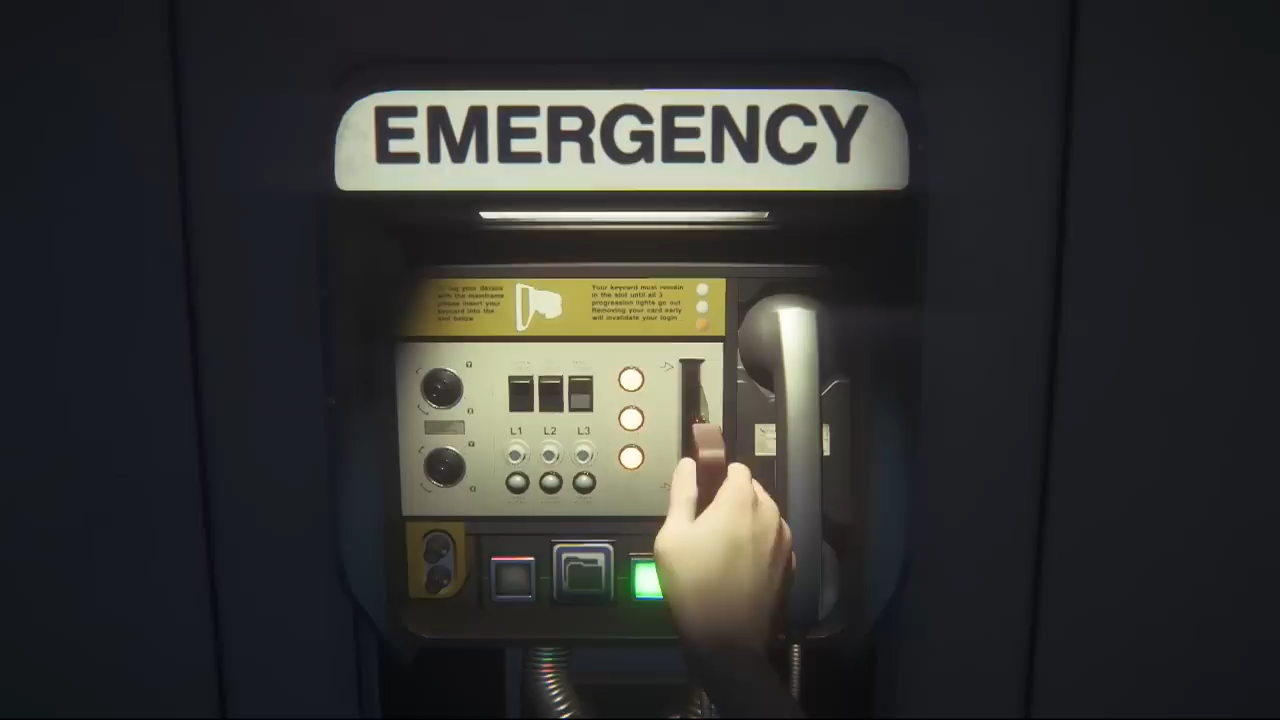 EMERGENCY
log your details
with the mainframe
please insert your
keycard into the
slot below
Your keycard must remain
in the slot until all 3
progression lights go out
Removing your card early
will invalidate your login
L1 L2 L3